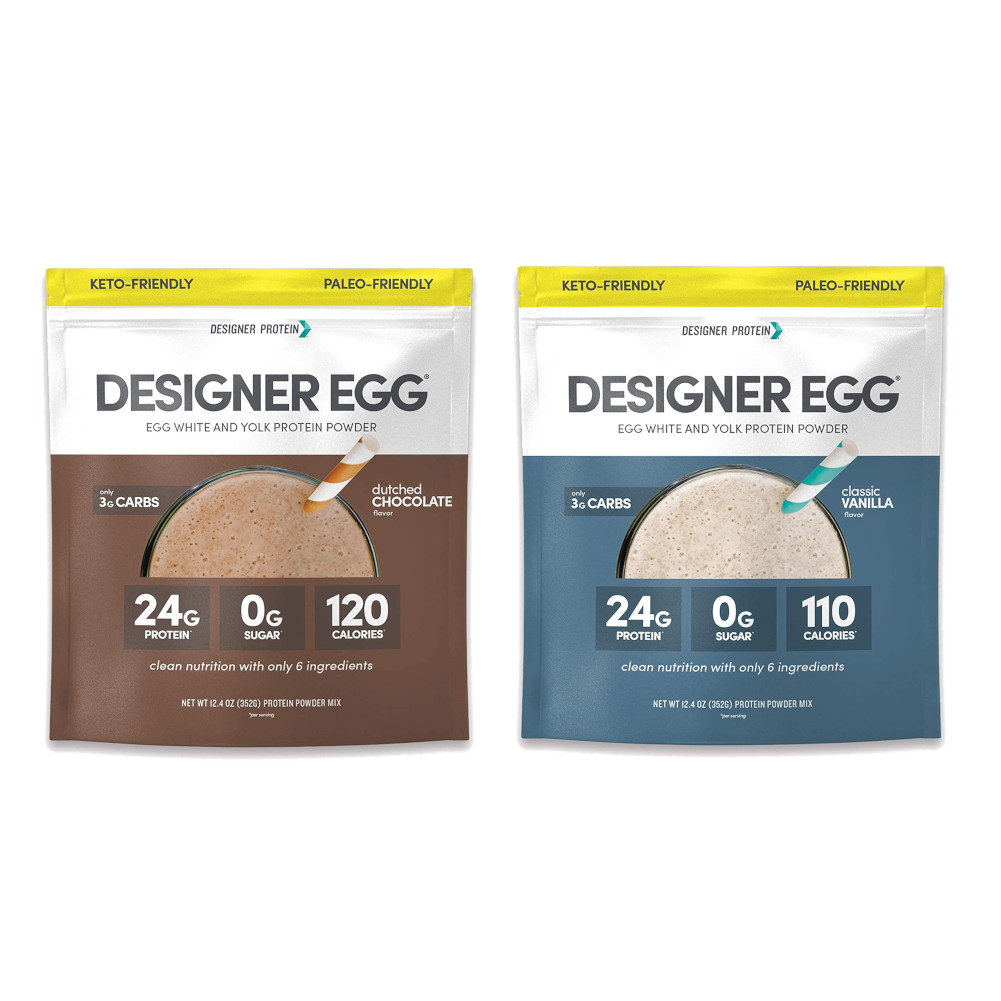 KETO-FRIENDLY PALEO-FRIENDLY
DESIGNER PROTEIN
DESIGNER EGG®
EGG WHITE AND YOLK PROTEIN POWDER
only
3G CARBS
dutched
CHOCOLATE
flavor
24G
PROTEIN*
0G
SUGAR*
120
CALORIES*
clean nutrition with only 6 ingredients
NET WT 12.4 OZ (352G) PROTEIN POWDER MIX
*per serving
KETO-FRIENDLY PALEO-FRIENDLY
DESIGNER PROTEIN
DESIGNER EGG®
EGG WHITE AND YOLK PROTEIN POWDER
only
3G CARBS
classic
VANILLA
flavor
24G
PROTEIN*
0G
SUGAR*
110
CALORIES*
clean nutrition with only 6 ingredients
NET WT 12.4 OZ (352G) PROTEIN POWDER MIX
*per serving